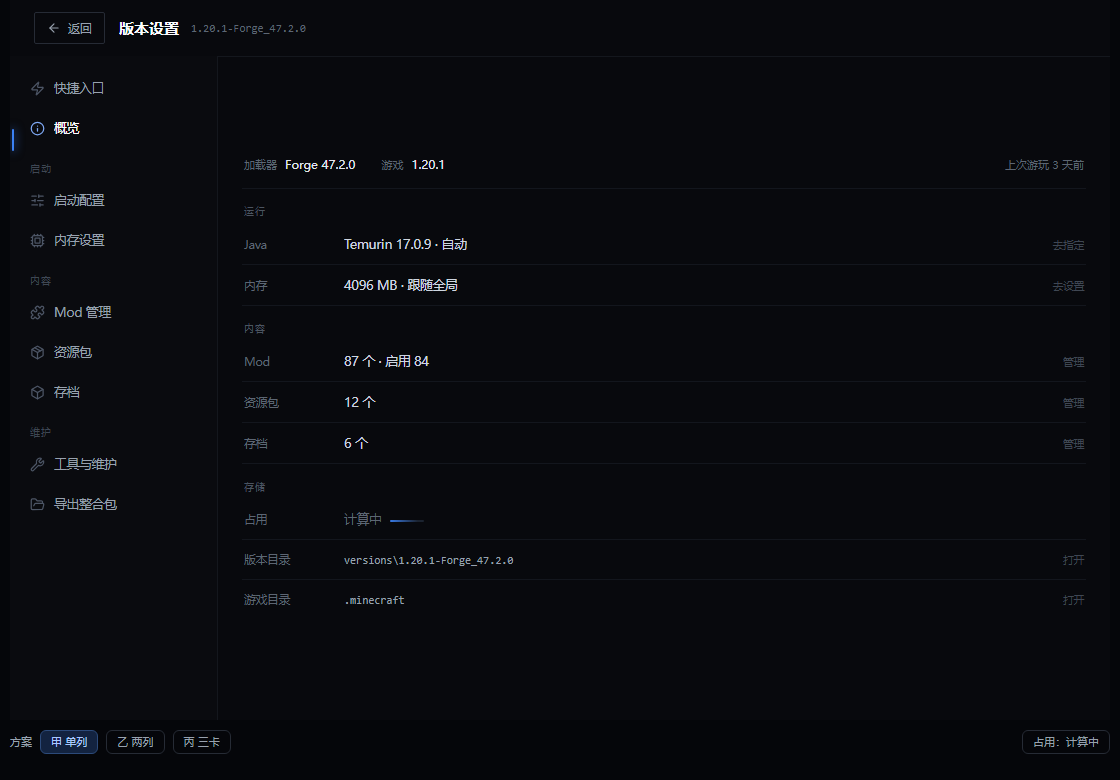 返回 版本设置 1.20.1-Forge_47.2.0
快捷入口
概览
启动
启动配置
内存设置
内容
Mod 管理
资源包
存档
维护
工具与维护
导出整合包
加载器 Forge 47.2.0 游戏 1.20.1 上次游玩 3 天前
运行
Java Temurin 17.0.9 · 自动 去指定
内存 4096 MB · 跟随全局 去设置
内容
Mod 87 个 · 启用 84 管理
资源包 12 个 管理
存档 6 个 管理
存储
占用 计算中
版本目录 versions\1.20.1-Forge_47.2.0 打开
游戏目录 .minecraft 打开
方案 甲 单列 乙 两列 丙 三卡 占用：计算中